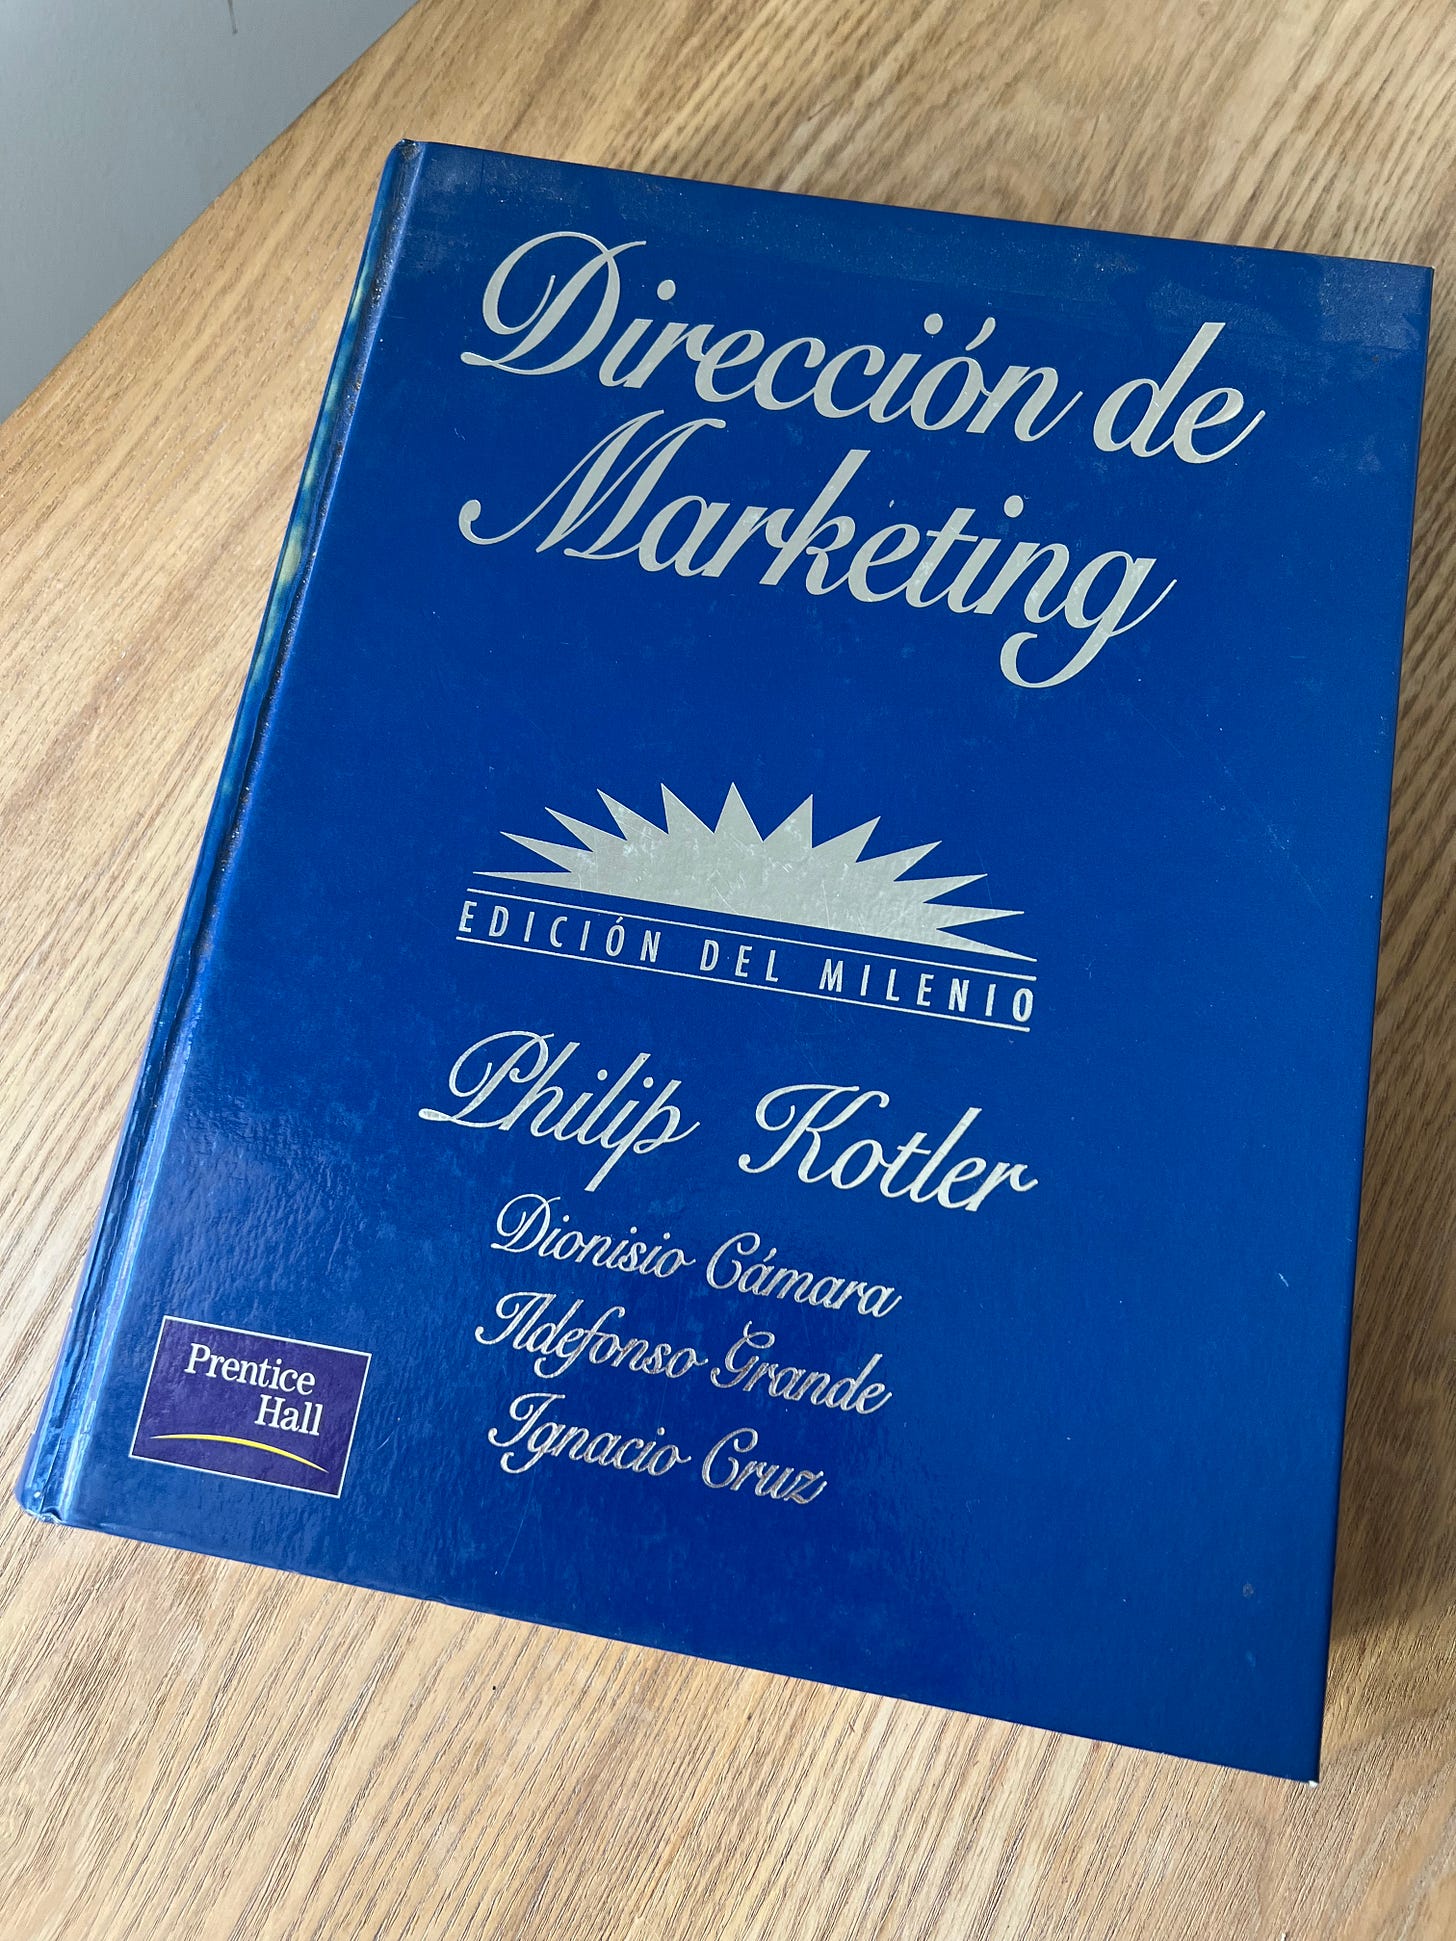 Dirección de
Marketing
EDICIÓN DEL MILENIO
Philip Kotler
Dionisio Cámara
Ildefonso Grande
Ignacio Cruz
Prentice
Hall